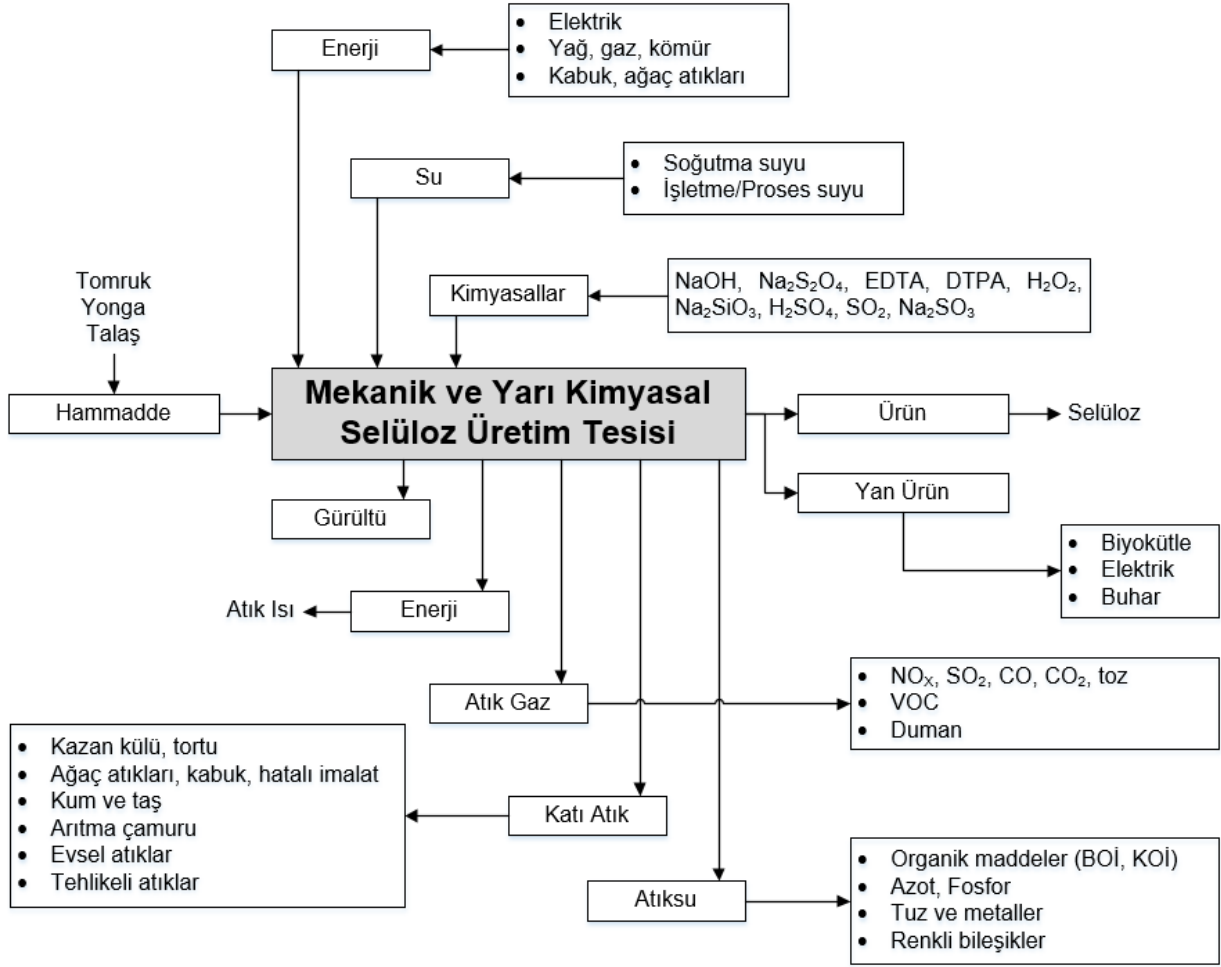 Enerji
• Elektrik
• Yağ, gaz, kömür
• Kabuk, ağaç atıkları
Su
• Soğutma suyu
• İşletme/Proses suyu
Kimyasallar
NaOH, Na₂S₂O₄, EDTA, DTPA, H₂O₂,
Na₂SiO₃, H₂SO₄, SO₂, Na₂SO₃
Tomruk
Yonga
Talaş
Hammadde
Mekanik ve Yarı Kimyasal
Selüloz Üretim Tesisi
Ürün
Selüloz
Yan Ürün
• Biyokütle
• Elektrik
• Buhar
Gürültü
Atık Isı
Enerji
Atık Gaz
• NOₓ, SO₂, CO, CO₂, toz
• VOC
• Duman
• Kazan külü, tortu
• Ağaç atıkları, kabuk, hatalı imalat
• Kum ve taş
• Arıtma çamuru
• Evsel atıklar
• Tehlikeli atıklar
Katı Atık
Atıksu
• Organik maddeler (BOİ, KOİ)
• Azot, Fosfor
• Tuz ve metaller
• Renkli bileşikler